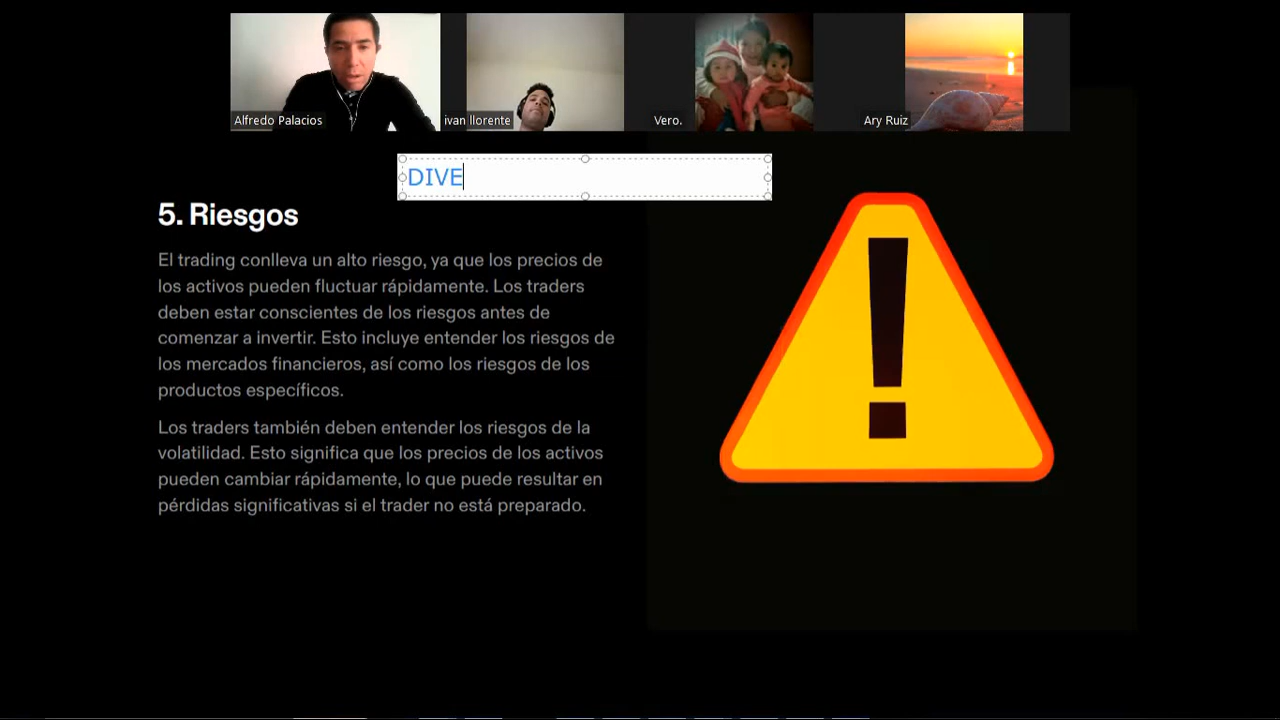 Alfredo Palacios
ivan llorente
Vero.
Ary Ruiz
DIVE
5. Riesgos
El trading conlleva un alto riesgo, ya que los precios de
los activos pueden fluctuar rápidamente. Los traders
deben estar conscientes de los riesgos antes de
comenzar a invertir. Esto incluye entender los riesgos de
los mercados financieros, así como los riesgos de los
productos específicos.
Los traders también deben entender los riesgos de la
volatilidad. Esto significa que los precios de los activos
pueden cambiar rápidamente, lo que puede resultar en
pérdidas significativas si el trader no está preparado.